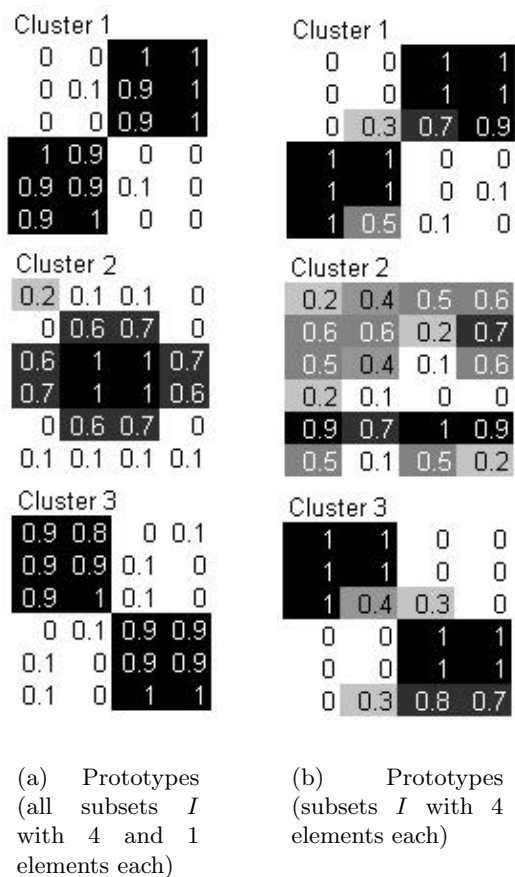 Cluster 1
0 0 1 1
0 0.1 0.9 1
0 0 0.9 1
1 0.9 0 0
0.9 0.9 0.1 0
0.9 1 0 0
Cluster 2
0.2 0.1 0.1 0
0 0.6 0.7 0
0.6 1 1 0.7
0.7 1 1 0.6
0 0.6 0.7 0
0.1 0.1 0.1 0.1
Cluster 3
0.9 0.8 0 0.1
0.9 0.9 0.1 0
0.9 1 0.1 0
0 0.1 0.9 0.9
0.1 0 0.9 0.9
0.1 0 1 1
(a) Prototypes
(all subsets I
with 4 and 1
elements each)
Cluster 1
0 0 1 1
0 0 1 1
0 0.3 0.7 0.9
1 1 0 0
1 1 0 0.1
1 0.5 0.1 0
Cluster 2
0.2 0.4 0.5 0.6
0.6 0.6 0.2 0.7
0.5 0.4 0.1 0.6
0.2 0.1 0 0
0.9 0.7 1 0.9
0.5 0.1 0.5 0.2
Cluster 3
1 1 0 0
1 1 0 0
1 0.4 0.3 0
0 0 1 1
0 0 1 1
0 0.3 0.8 0.7
(b) Prototypes
(subsets I with 4
elements each)